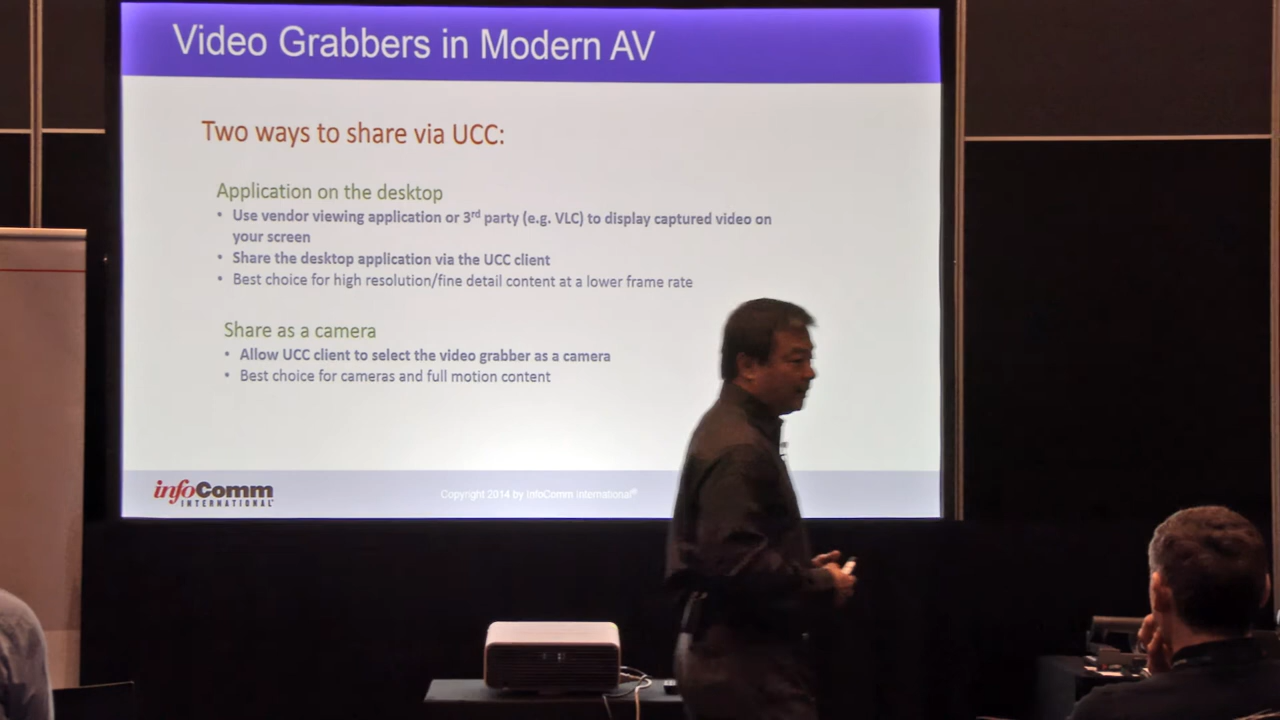 Video Grabbers in Modern AV
Two ways to share via UCC:
Application on the desktop
• Use vendor viewing application or 3rd party (e.g. VLC) to display captured video on
your screen
• Share the desktop application via the UCC client
• Best choice for high resolution/fine detail content at a lower frame rate
Share as a camera
• Allow UCC client to select the video grabber as a camera
• Best choice for cameras and full motion content
infoComm
INTERNATIONAL
Copyright 2014 by InfoComm International®